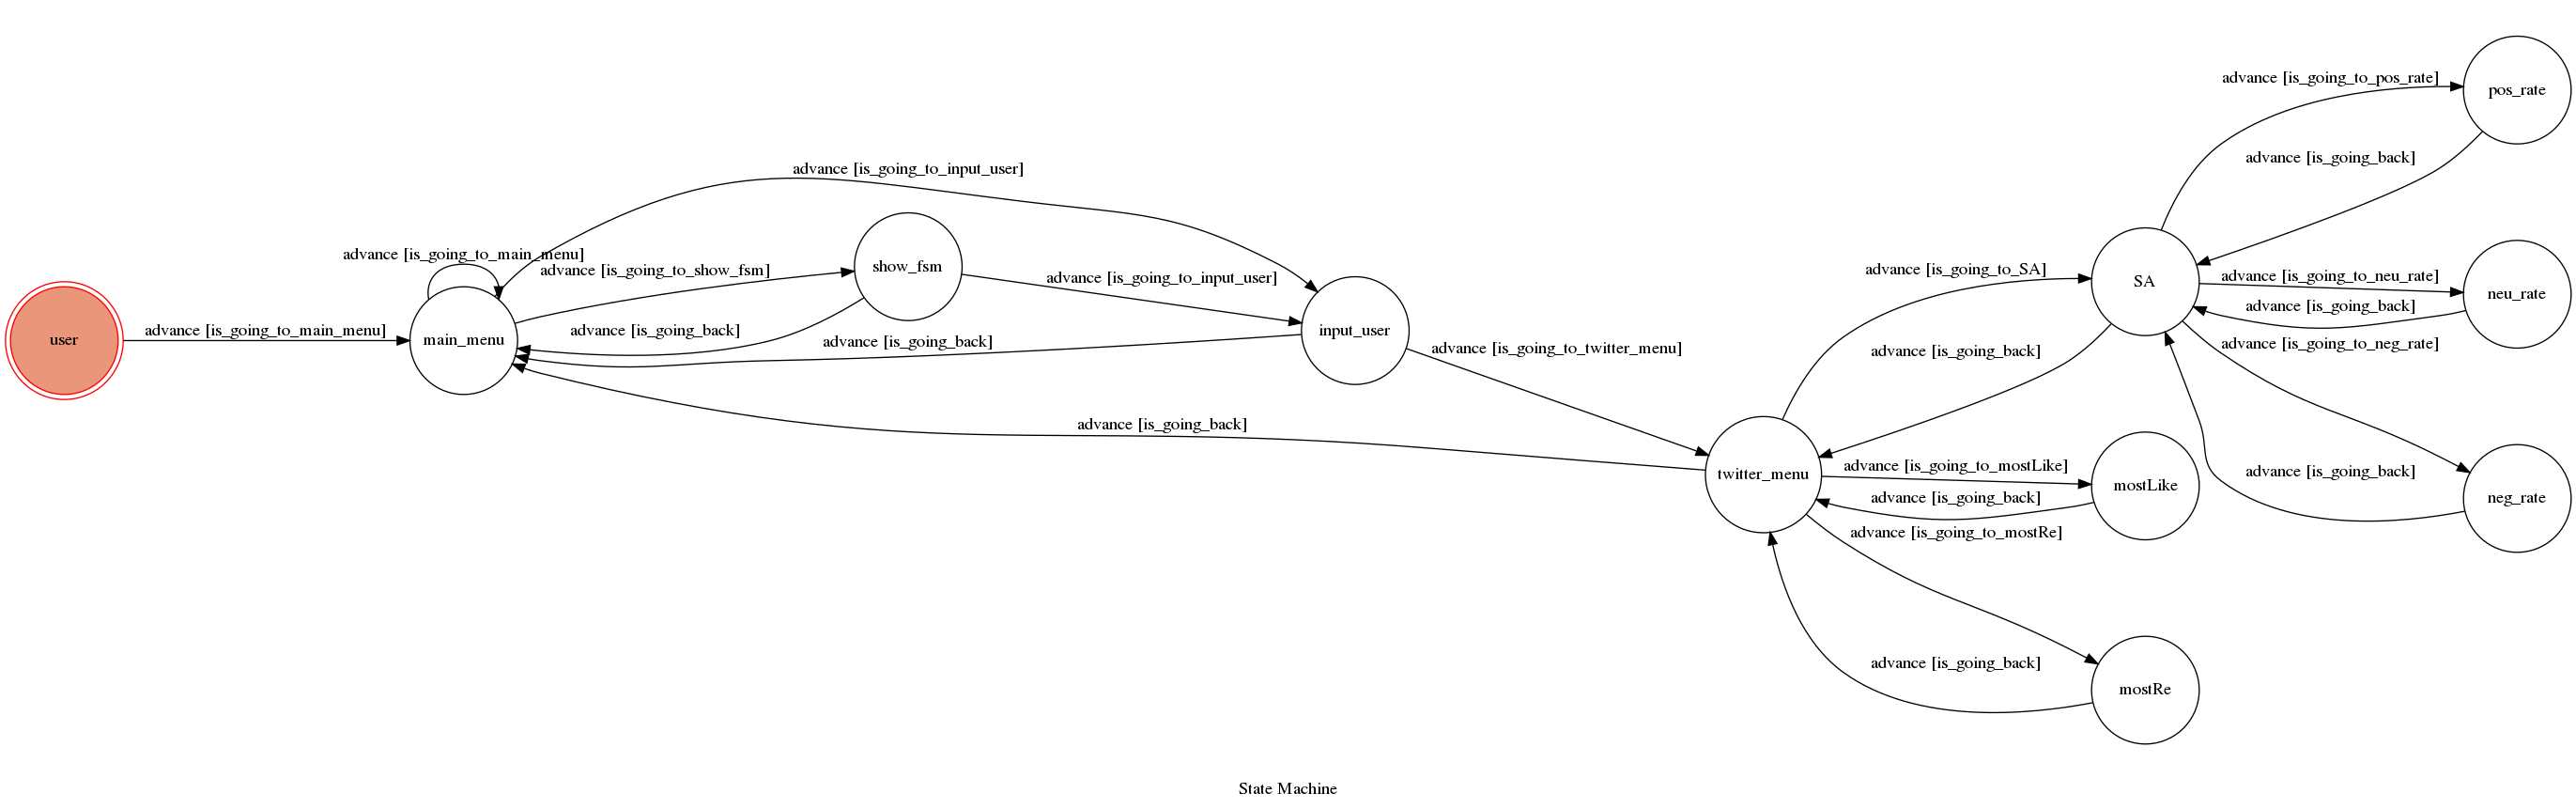 advance [is_going_to_pos_rate]
pos_rate
advance [is_going_back]
advance [is_going_to_input_user]
advance [is_going_to_main_menu]
advance [is_going_to_show_fsm]
show_fsm
advance [is_going_to_input_user]
advance [is_going_to_SA]
SA
advance [is_going_to_neu_rate]
neu_rate
advance [is_going_back]
user
advance [is_going_to_main_menu]
main_menu
advance [is_going_back]
advance [is_going_back]
input_user
advance [is_going_to_twitter_menu]
advance [is_going_back]
advance [is_going_to_neg_rate]
advance [is_going_back]
twitter_menu
advance [is_going_to_mostLike]
mostLike
advance [is_going_back]
advance [is_going_back]
neg_rate
advance [is_going_to_mostRe]
advance [is_going_back]
mostRe
State Machine